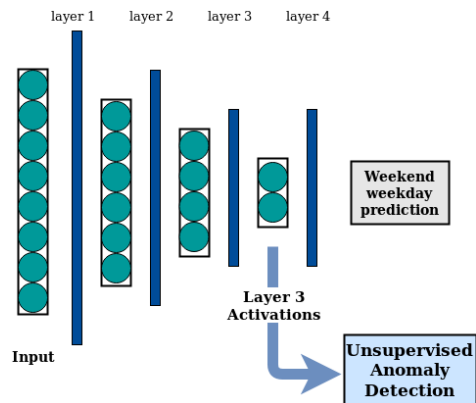 layer 1
layer 2
layer 3
layer 4
Weekend
weekday
prediction
Layer 3
Activations
Input
Unsupervised
Anomaly
Detection